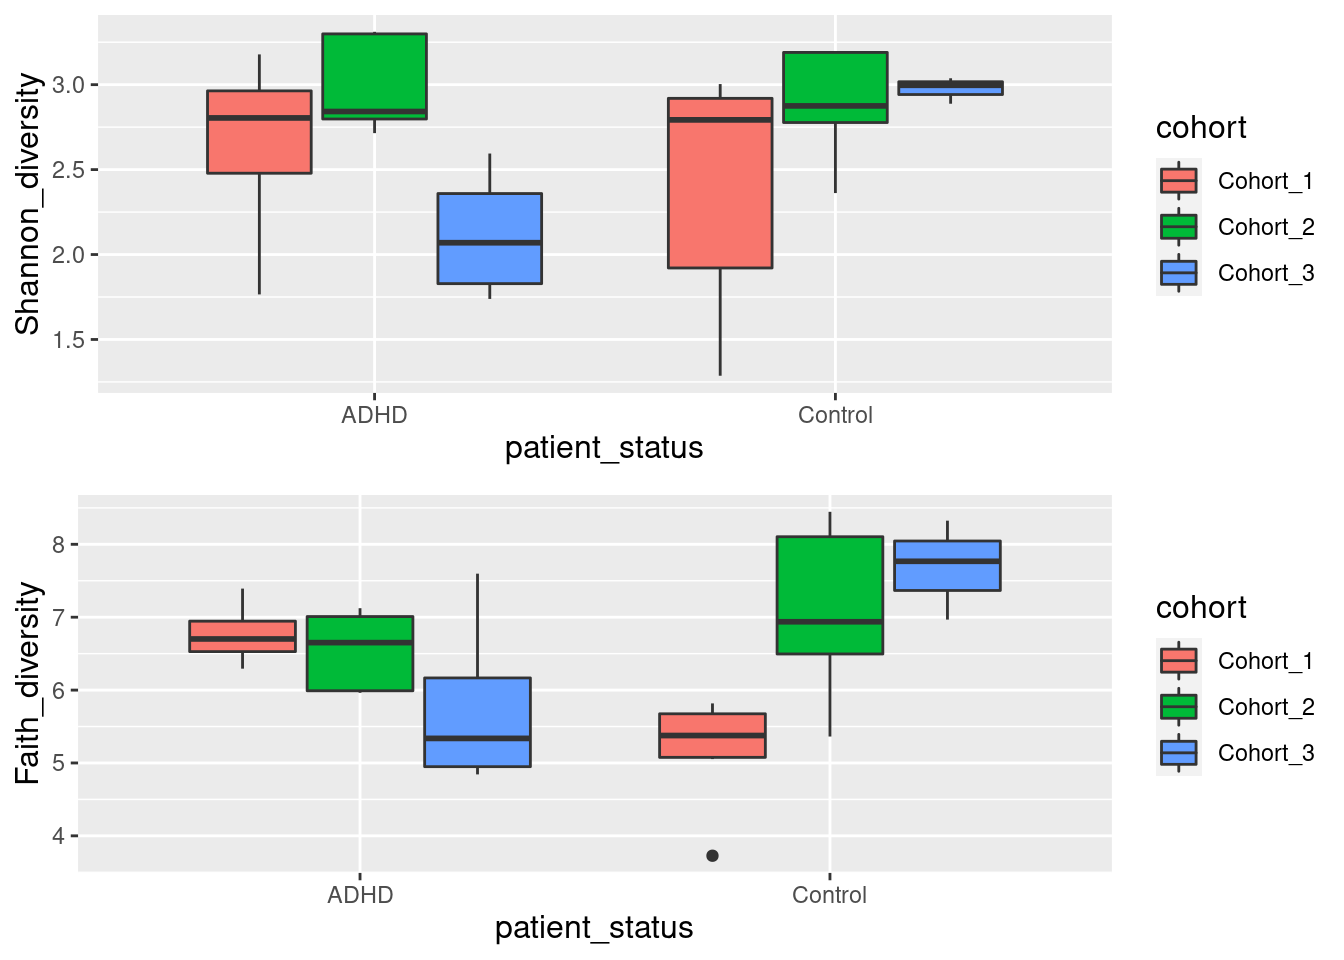 Shannon_diversity
3.0
2.5
2.0
1.5
ADHD
Control
patient_status
cohort
Cohort_1
Cohort_2
Cohort_3
Faith_diversity
8
7
6
5
4
ADHD
Control
patient_status
cohort
Cohort_1
Cohort_2
Cohort_3